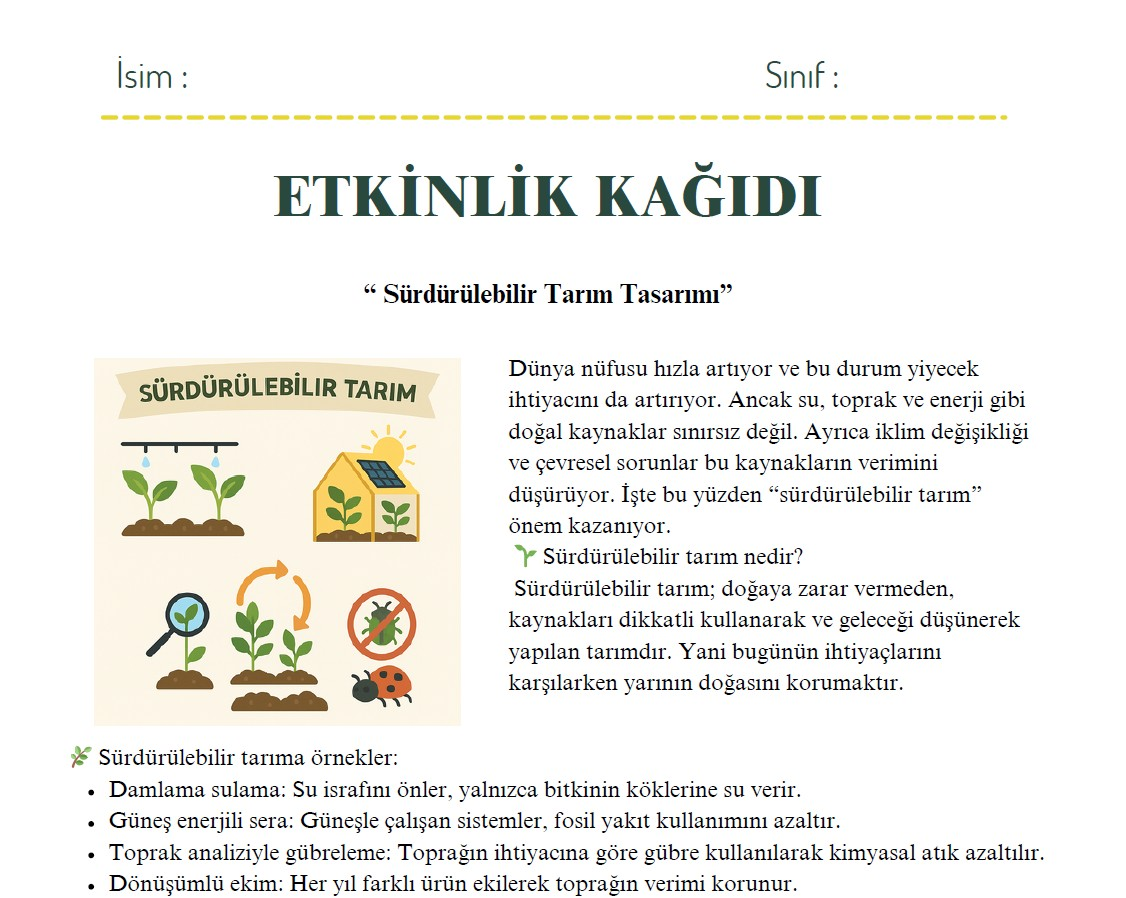 İsim :
Sınıf :
ETKİNLİK KAĞIDI
“ Sürdürülebilir Tarım Tasarımı”
SÜRDÜRÜLEBİLIR TARIM
Dünya nüfusu hızla artıyor ve bu durum yiyecek
ihtiyacını da artırıyor. Ancak su, toprak ve enerji gibi
doğal kaynaklar sınırsız değil. Ayrıca iklim değişikliği
ve çevresel sorunlar bu kaynakların verimini
düşürüyor. İşte bu yüzden “sürdürülebilir tarım”
önem kazanıyor.
🌱 Sürdürülebilir tarım nedir?
Sürdürülebilir tarım; doğaya zarar vermeden,
kaynakları dikkatli kullanarak ve geleceği düşünerek
yapılan tarımdır. Yani bugünün ihtiyaçlarını
karşılarken yarının doğasını korumaktır.
🌿 Sürdürülebilir tarıma örnekler:
• Damlama sulama: Su israfını önler, yalnızca bitkinin köklerine su verir.
• Güneş enerjili sera: Güneşle çalışan sistemler, fosil yakıt kullanımını azaltır.
• Toprak analiziyle gübreleme: Toprağın ihtiyacına göre gübre kullanılarak kimyasal atık azaltılır.
• Dönüşümlü ekim: Her yıl farklı ürün ekilerek toprağın verimi korunur.